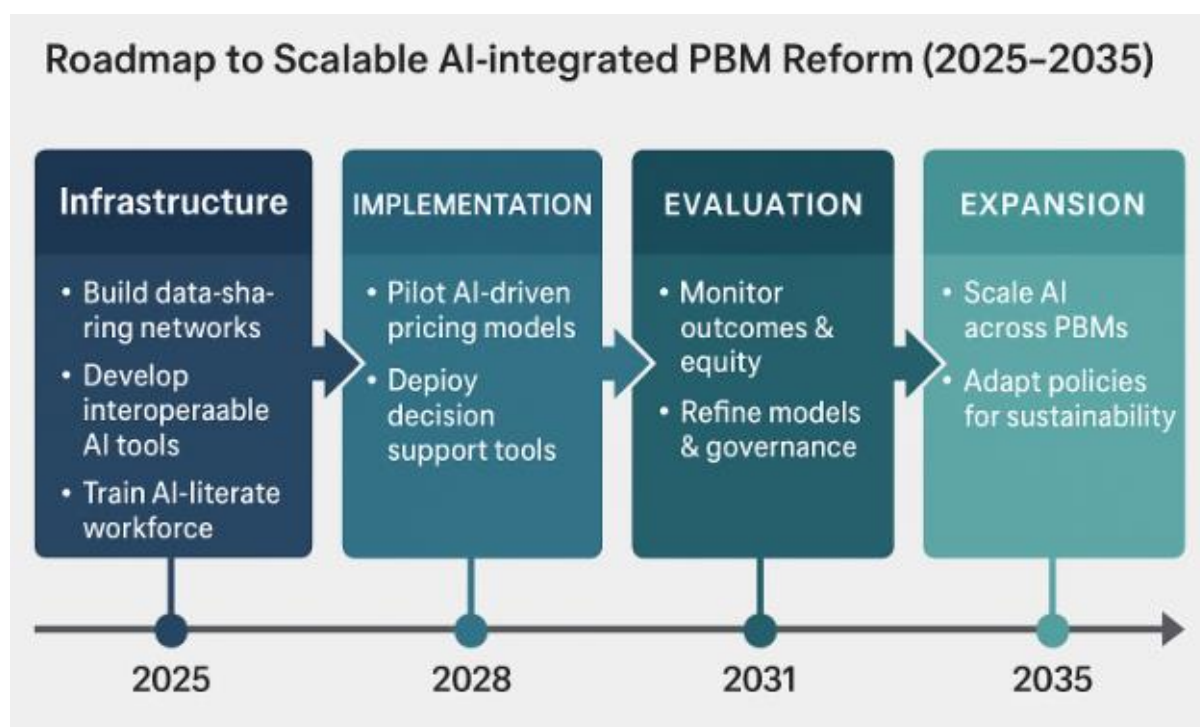 Roadmap to Scalable AI-integrated PBM Reform (2025–2035)
Infrastructure
• Build data-sha-
ring networks
• Develop
interoperaable
AI tools
• Train AI-literate
workforce
IMPLEMENTATION
• Pilot AI-driven
pricing models
• Deploy
decision
support tools
EVALUATION
• Monitor
outcomes &
equity
• Refine models
& governance
EXPANSION
• Scale AI
across PBMs
• Adapt policies
for sustainability
2025
2028
2031
2035